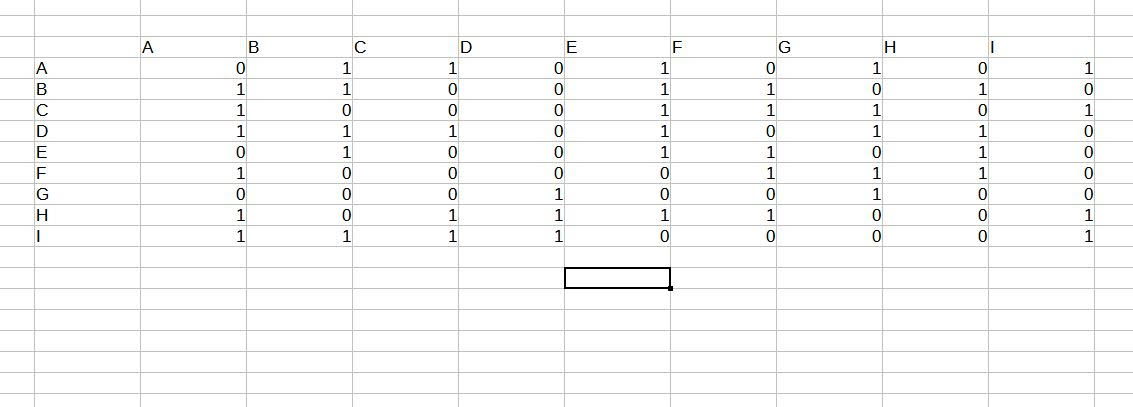 A B C D E F G H I
A 0 1 1 0 1 0 1 0 1
B 1 1 0 0 1 1 0 1 0
C 1 0 0 0 1 1 1 0 1
D 1 1 1 0 1 0 1 1 0
E 0 1 0 0 1 1 0 1 0
F 1 0 0 0 0 1 1 1 0
G 0 0 0 1 0 0 1 0 0
H 1 0 1 1 1 1 0 0 1
I 1 1 1 1 0 0 0 0 1